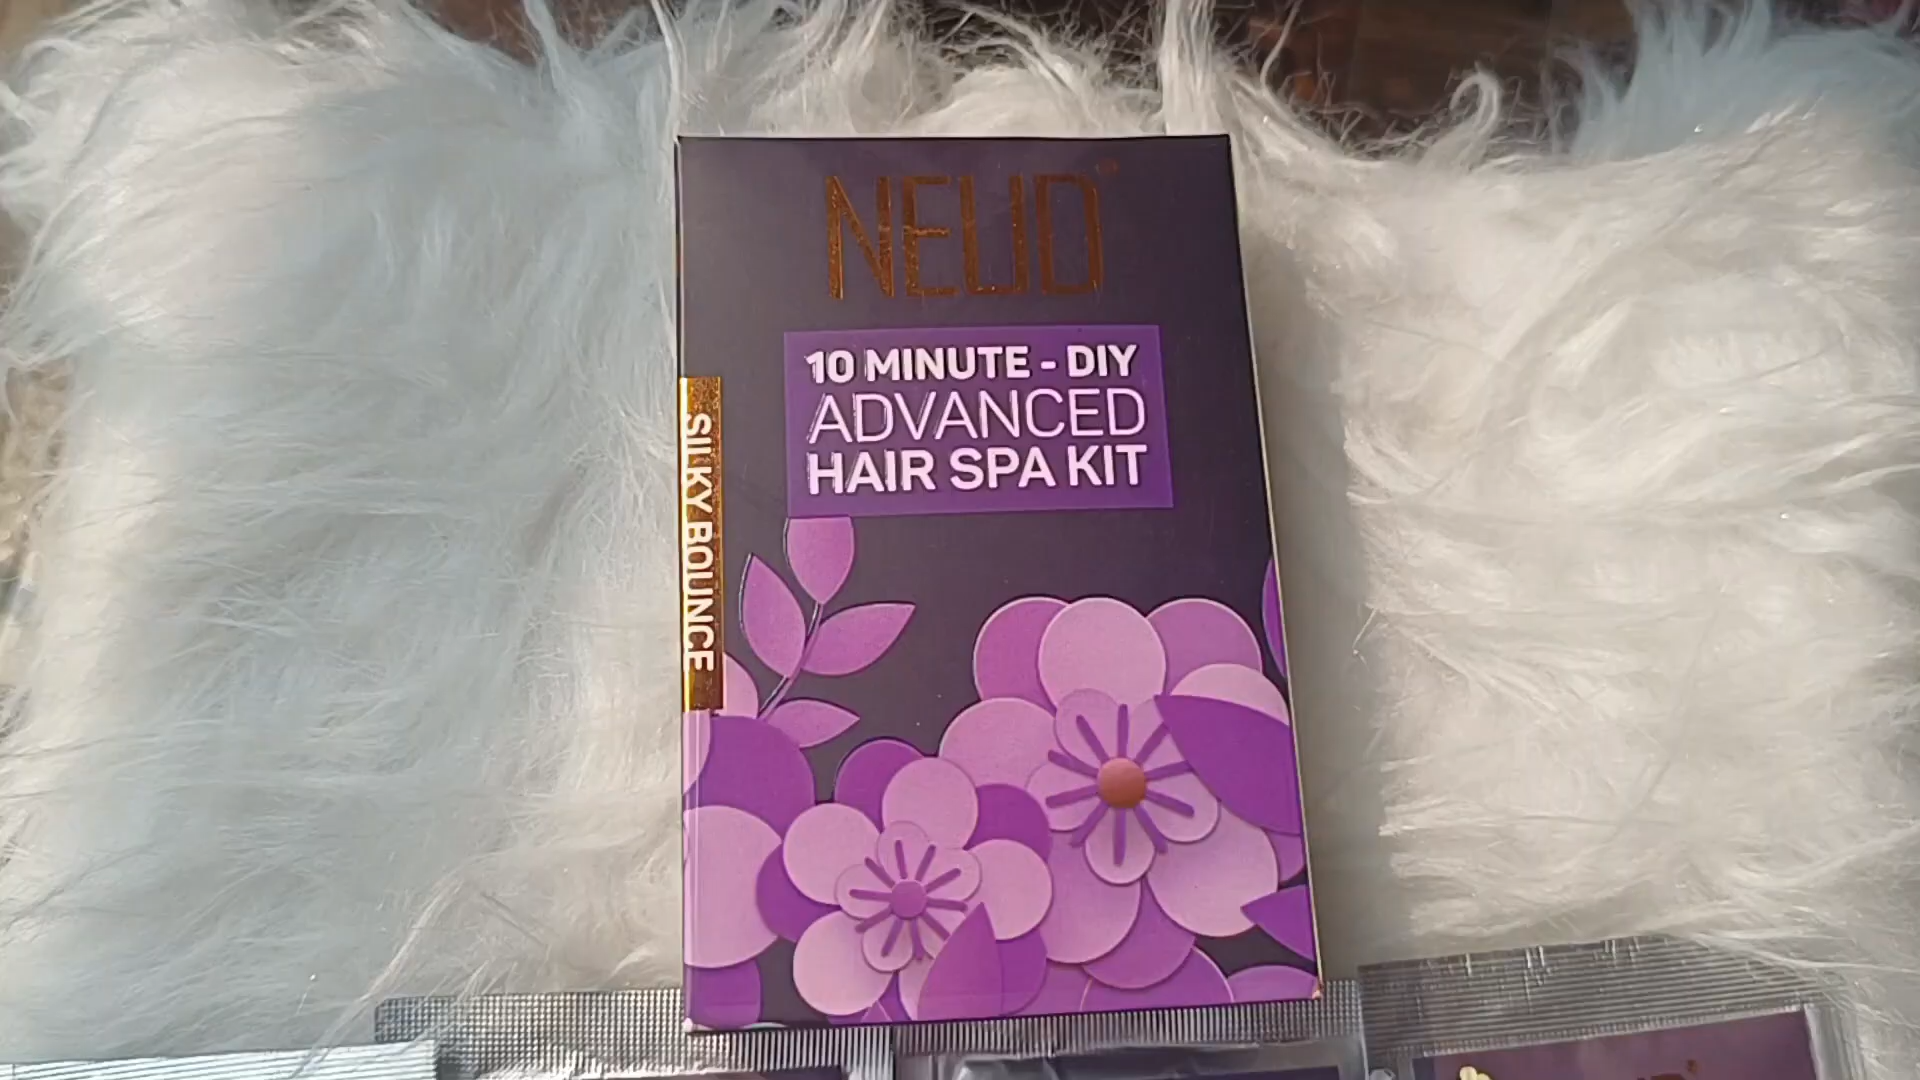 NEUD
10 MINUTE - DIY
ADVANCED
HAIR SPA KIT
SILKY BOUNCE